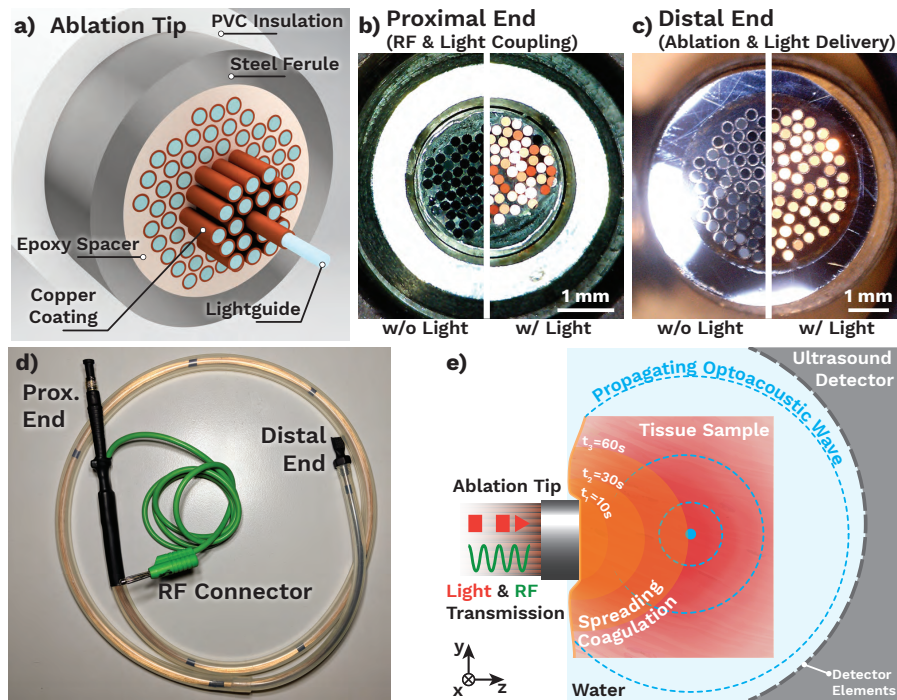 a) Ablation Tip
PVC Insulation
Steel Ferule
Epoxy Spacer
Copper
Coating
Lightguide
b) Proximal End
(RF & Light Coupling)
1 mm
w/o Light
w/ Light
c) Distal End
(Ablation & Light Delivery)
1 mm
w/o Light
w/ Light
d)
Prox.
End
Distal
End
RF Connector
e)
Ultrasound
Detector
Propagating Optoacoustic Wave
Tissue Sample
t₃=60s
t₂=30s
t₁=10s
Ablation Tip
Light & RF
Transmission
Spreading
Coagulation
y
x
z
Water
Detector
Elements